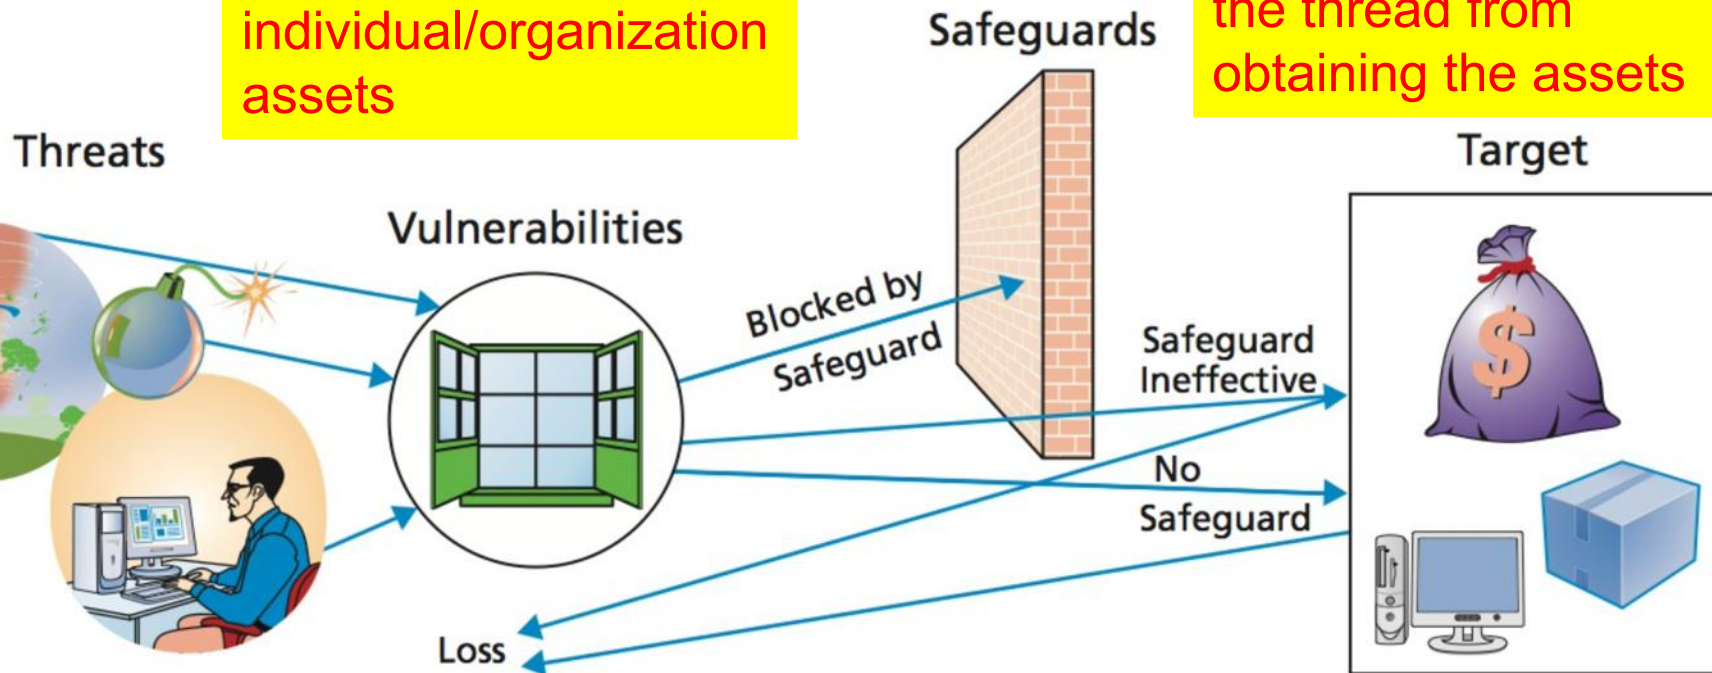 individual/organization
assets
the thread from
obtaining the assets
Safeguards
Threats
Target
Vulnerabilities
Blocked by
Safeguard
Safeguard
Ineffective
$
No
Safeguard
Loss